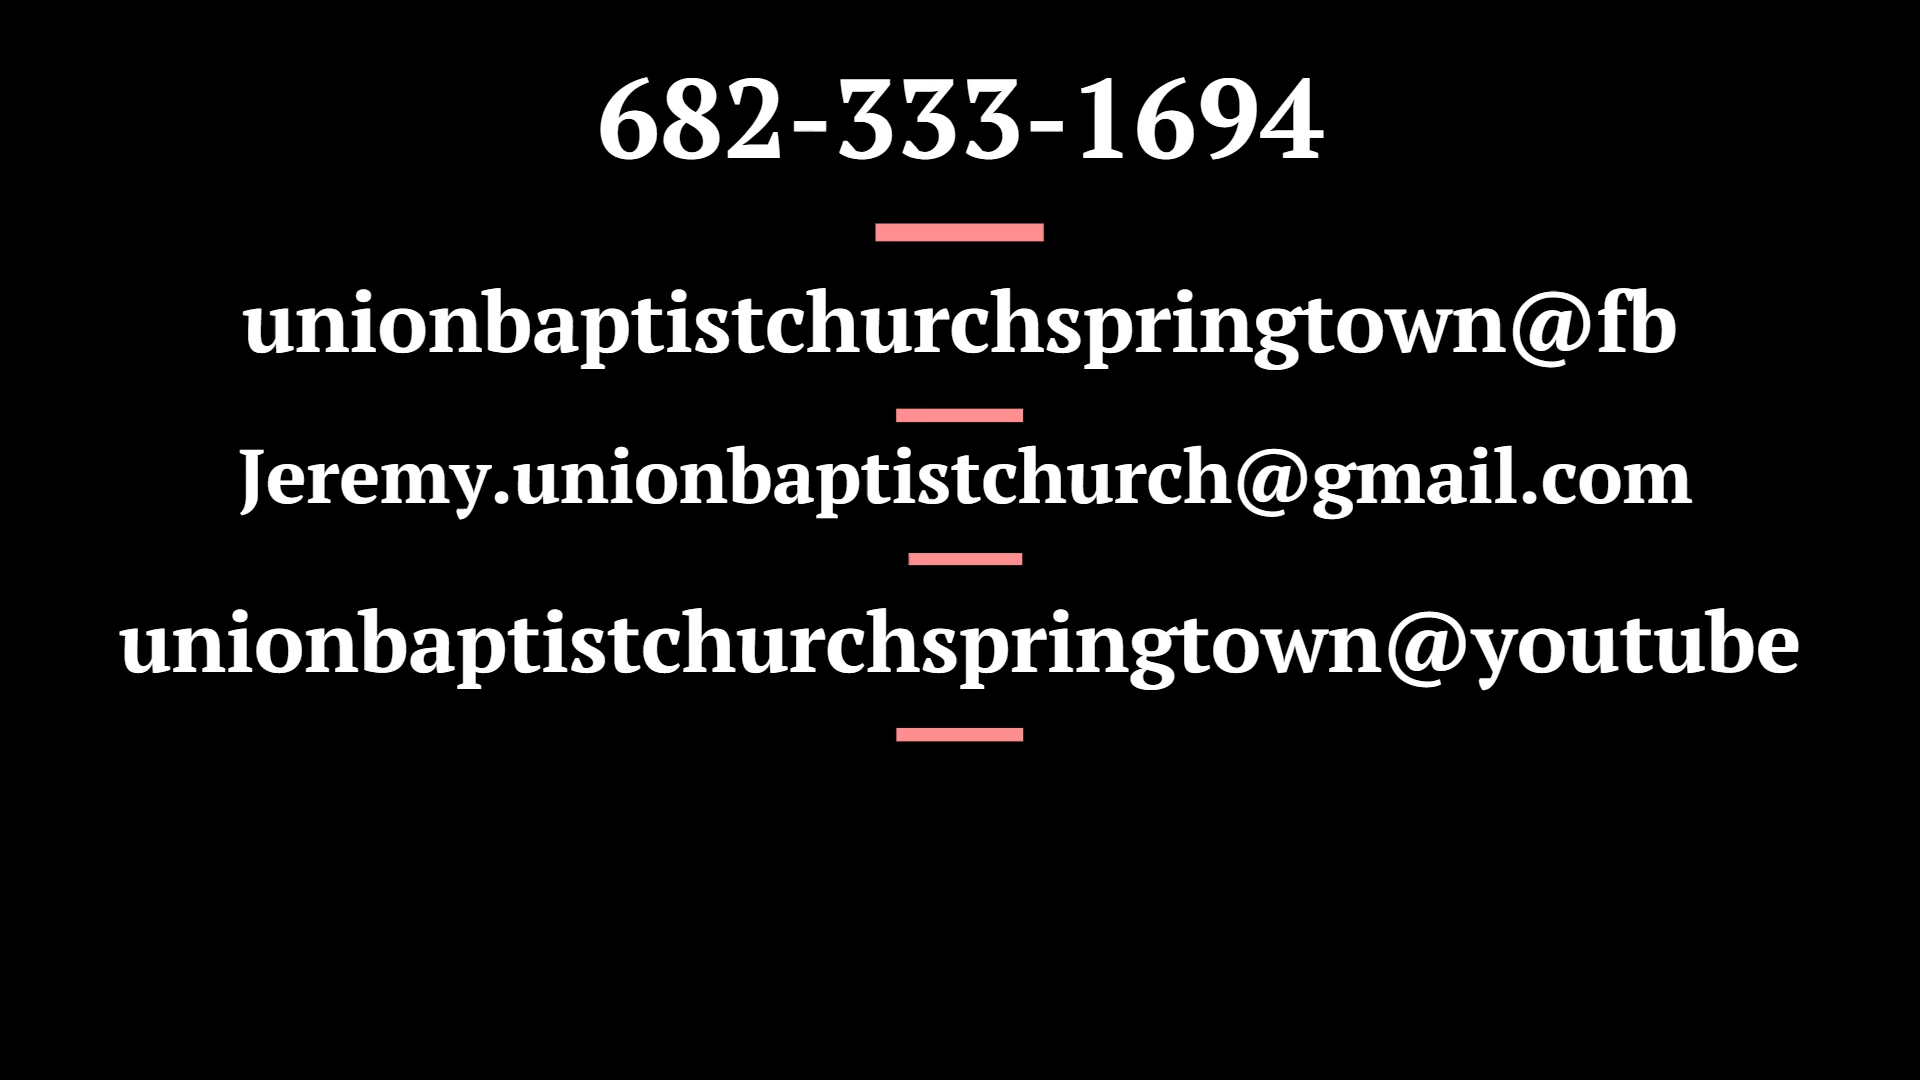 682-333-1694
unionbaptistchurchspringtown@fb
Jeremy.unionbaptistchurch@gmail.com
unionbaptistchurchspringtown@youtube